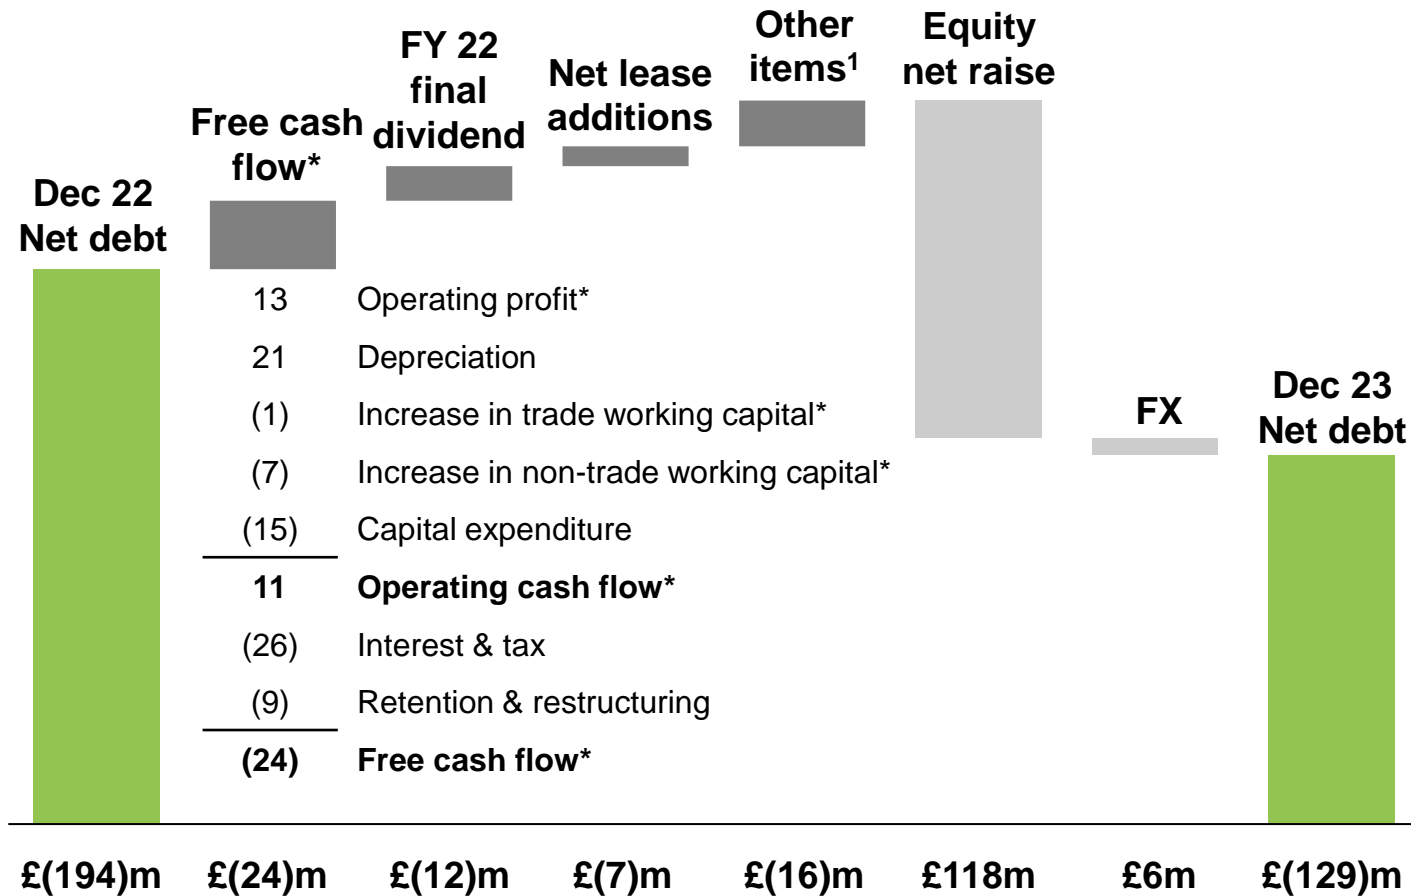 Dec 22
Net debt
Free cash
flow*
FY 22
final
dividend
Net lease
additions
Other
items¹
Equity
net raise
FX
Dec 23
Net debt
13 Operating profit*
21 Depreciation
(1) Increase in trade working capital*
(7) Increase in non-trade working capital*
(15) Capital expenditure
11 Operating cash flow*
(26) Interest & tax
(9) Retention & restructuring
(24) Free cash flow*
£(194)m £(24)m £(12)m £(7)m £(16)m £118m £6m £(129)m